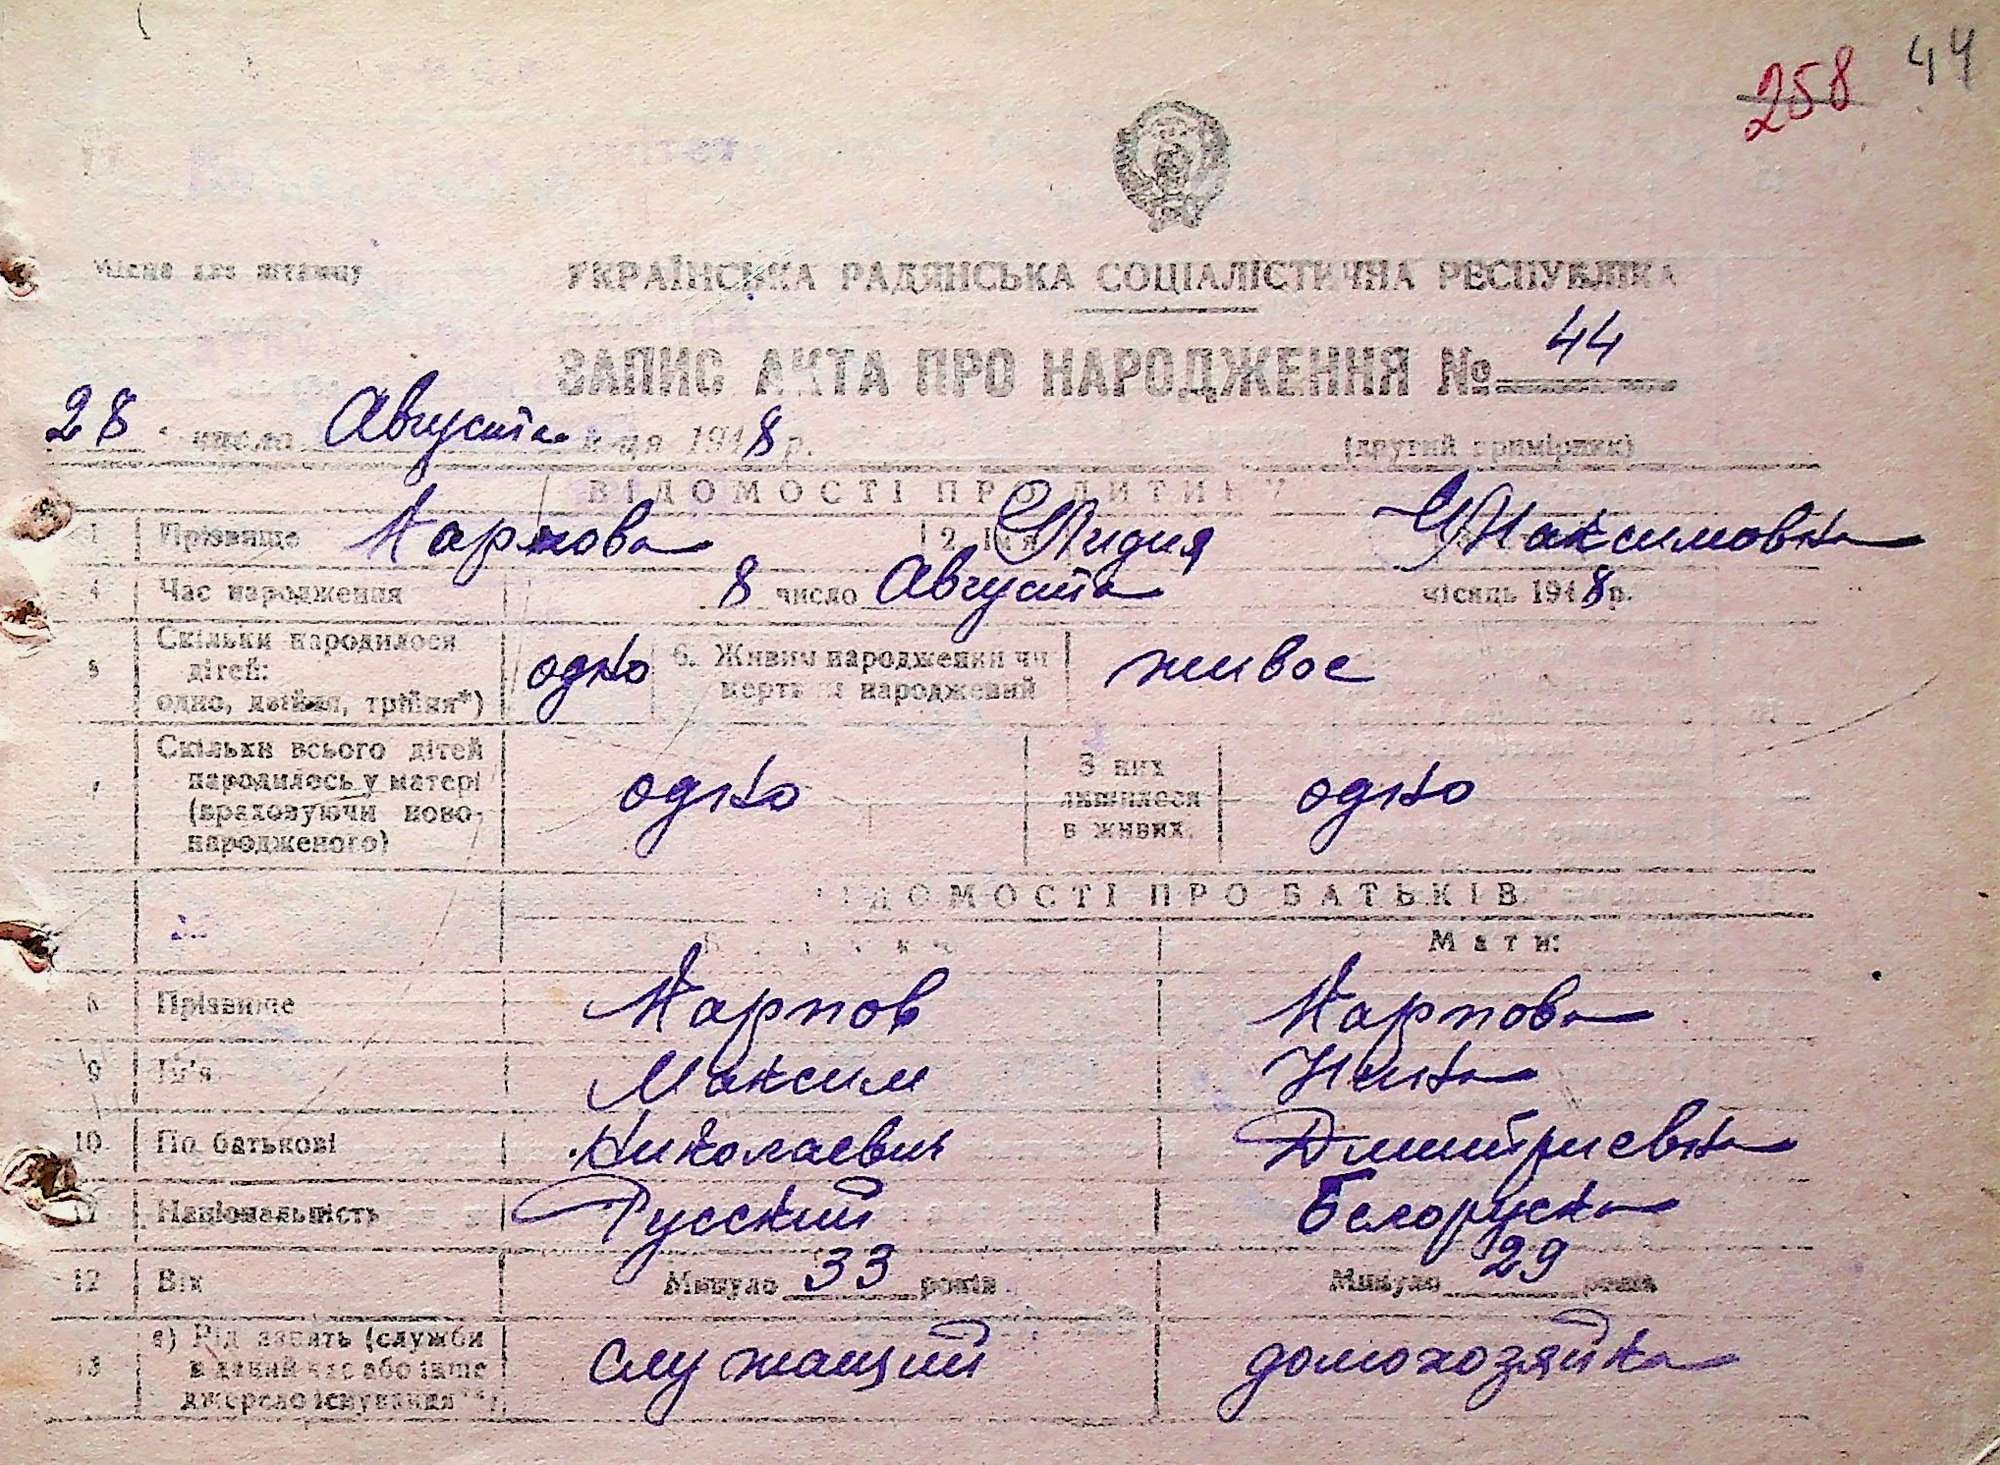 258 44
Місце для штампу УКРАЇНСЬКА РАДЯНСЬКА СОЦІАЛІСТИЧНА РЕСПУБЛІКА
ЗАПИС АКТА ПРО НАРОДЖЕННЯ № 44
28 число Августа м-ця 1948 р. (другий примірник)
ВІДОМОСТІ ПРО ДИТИНУ
1 Прізвище Карпова 2. Ім'я Лидия Максимовна
4 Час народження 8 число Августа місяць 1948 р.
5 Скільки народилося дітей: одно, двійня, трійня*) одно 6. Живим народжений чи мертвим народжений живое
Скільки всього дітей народилось у матері (враховуючи новонародженого) одно З них лишилося в живих. одно
ВІДОМОСТІ ПРО БАТЬКІВ
Батько Мати:
8 Прізвище Карпов Карпова
9 Ім'я Максим Нина
10 По батькові Николаевич Дмитриевна
11 Національність Русский Белоруска
12 Вік Минуло 33 років Минуло 29 років
13 а) Рід занять (служби в даний час або інше джерело існування**) Служащий домохозяйка